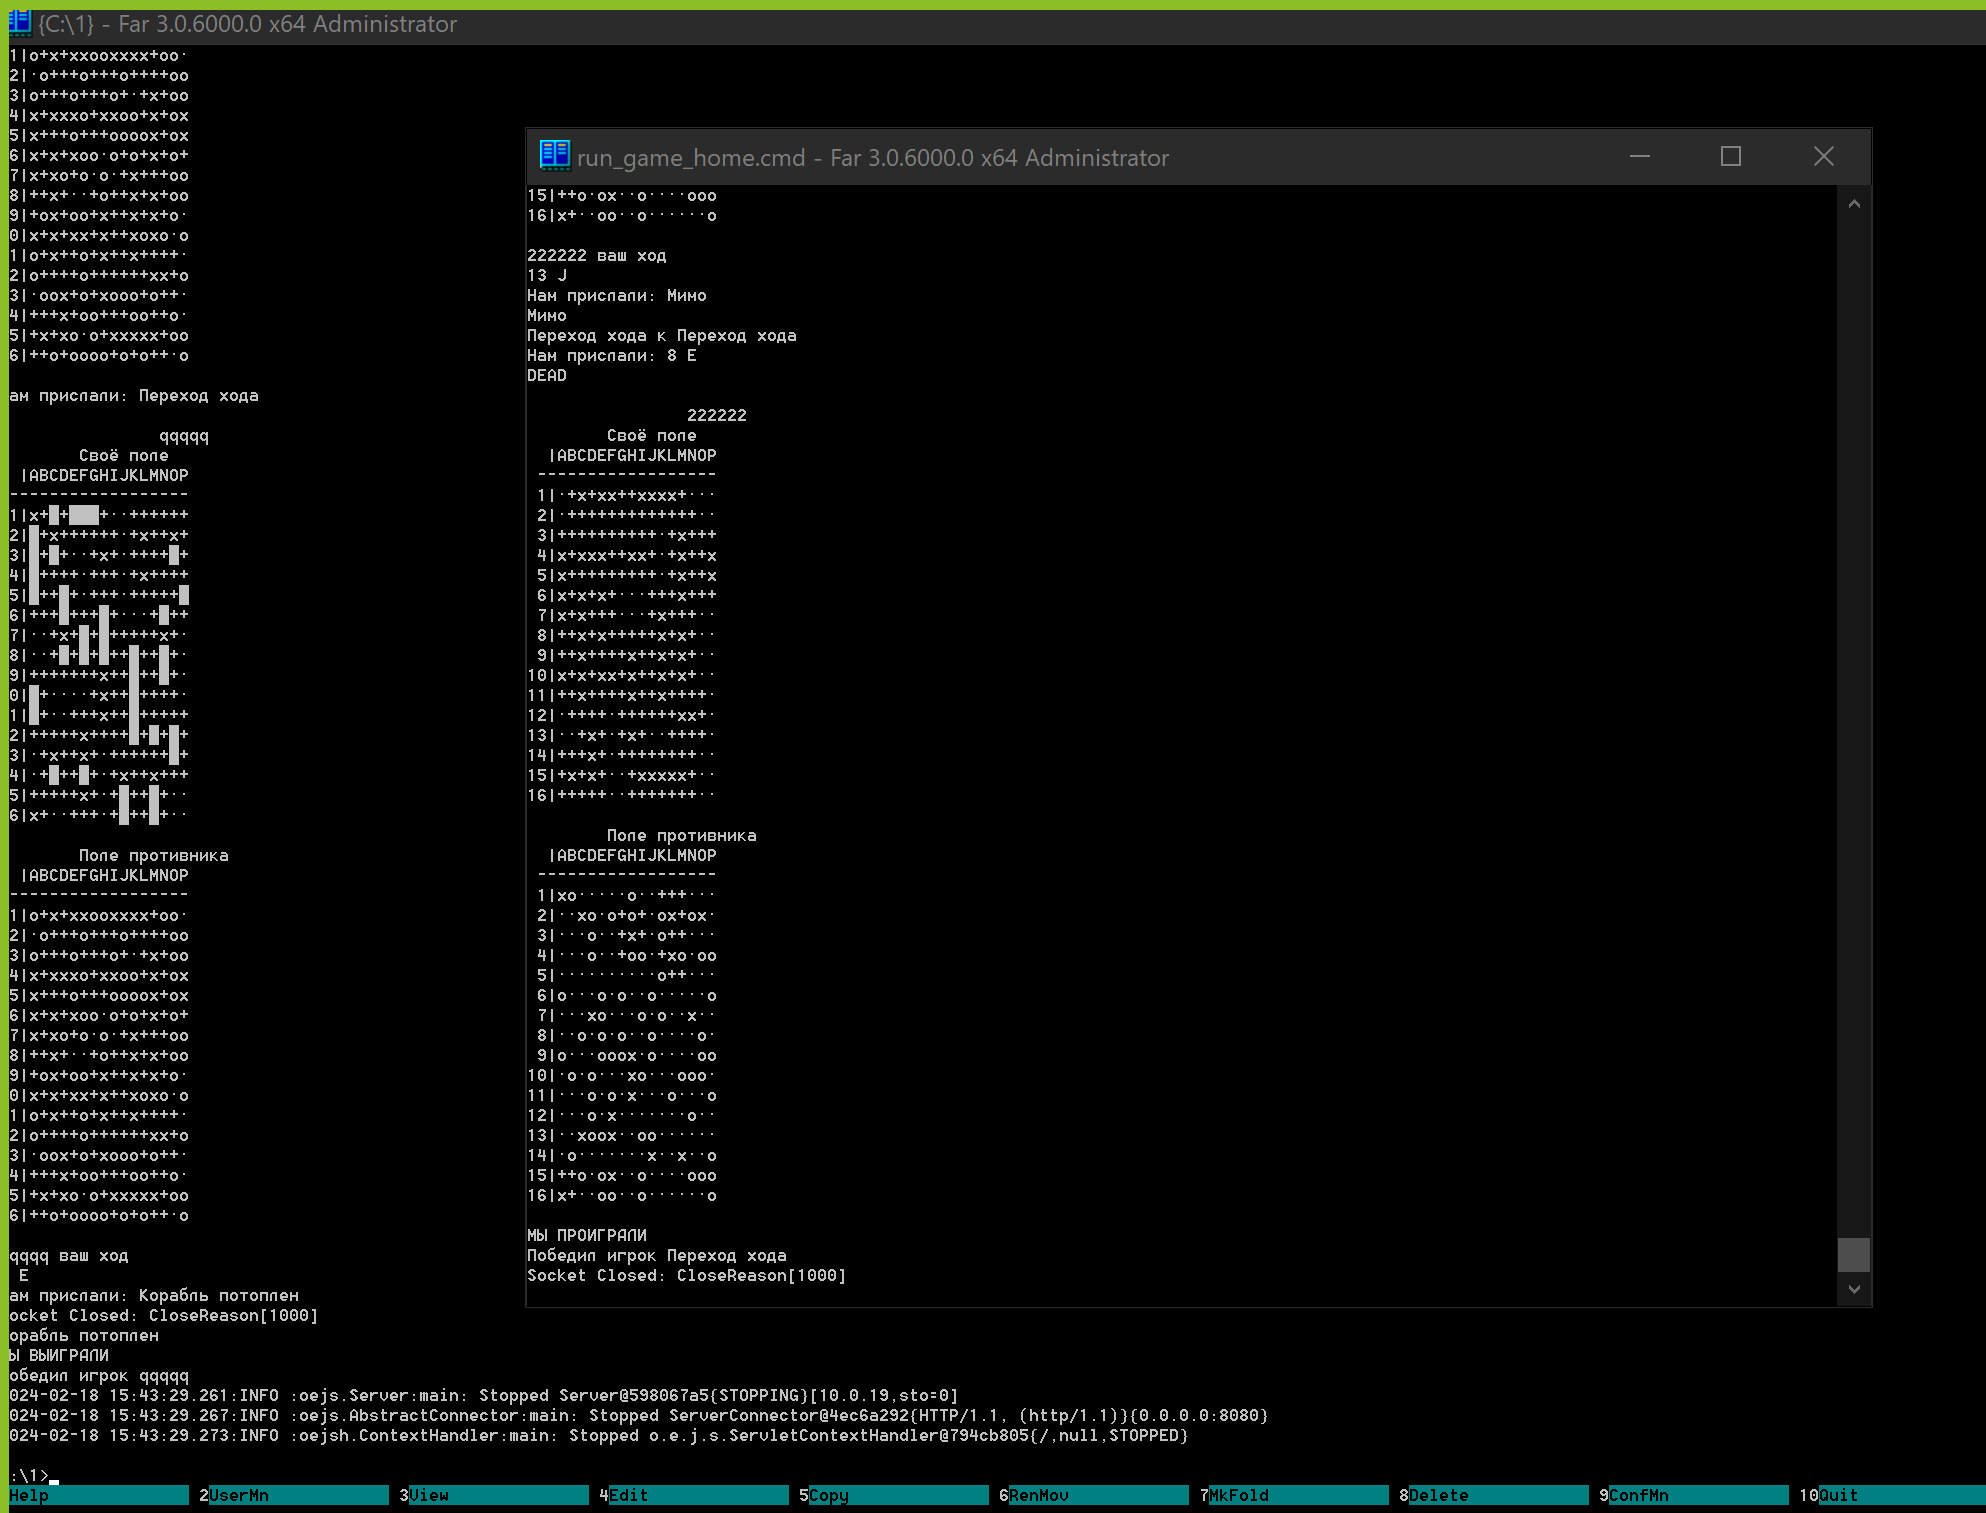 {C:\1} - Far 3.0.6000.0 x64 Administrator
1|o+x+xxooxxxx+oo·
2|·o+++o+++o++++oo
3|o+++o+++o+·+x+oo
4|x+xxxo+xxoo+x+ox
5|x+++o+++oooox+ox
6|x+x+xoo·o+o+x+o+
7|x+xo+o·o·+x+++oo
8|++x+··+o++x+x+oo
9|+ox+oo+x++x+x+o·
0|x+x+xx+x++xoxo·o
1|o+x++o+x++x++++·
2|o++++o++++++xx+o
3|·oox+o+xooo+o++·
4|+++x+oo+++oo++o·
5|+x+xo·o+xxxxx+oo
6|++o+oooo+o+o++·o
ам прислали: Переход хода
qqqqq
Своё поле
|ABCDEFGHIJKLMNOP
------------------
1|x+█+███+··++++++
2|█+x++++++·+x++x+
3|█+█+··+x+·++++█+
4|█++++·+++·+x++++
5|█++█+·+++·+++++█
6|+++█+++█+···+█++
7|··+x+█+█+++++x+·
8|··+█+█+█++█++█+·
9|+++++++x++█++█+·
0|█+····+x++█++++·
1|█+··+++x++█+++++
2|+++++x++++█+█+█+
3|·+x++x+·++++++█+
4|·+█++█+·+x++x+++
5|+++++x+·+█++█+··
6|x+··+++·+█++█+··
Поле противника
|ABCDEFGHIJKLMNOP
------------------
1|o+x+xxooxxxx+oo·
2|·o+++o+++o++++oo
3|o+++o+++o+·+x+oo
4|x+xxxo+xxoo+x+ox
5|x+++o+++oooox+ox
6|x+x+xoo·o+o+x+o+
7|x+xo+o·o·+x+++oo
8|++x+··+o++x+x+oo
9|+ox+oo+x++x+x+o·
0|x+x+xx+x++xoxo·o
1|o+x++o+x++x++++·
2|o++++o++++++xx+o
3|·oox+o+xooo+o++·
4|+++x+oo+++oo++o·
5|+x+xo·o+xxxxx+oo
6|++o+oooo+o+o++·o
qqqq ваш ход
E
ам прислали: Корабль потоплен
ocket Closed: CloseReason[1000]
орабль потоплен
Ы ВЫИГРАЛИ
обедил игрок qqqqq
024-02-18 15:43:29.261:INFO :oejs.Server:main: Stopped Server@598067a5{STOPPING}[10.0.19,sto=0]
024-02-18 15:43:29.267:INFO :oejs.AbstractConnector:main: Stopped ServerConnector@4ec6a292{HTTP/1.1, (http/1.1)}{0.0.0.0:8080}
024-02-18 15:43:29.273:INFO :oejsh.ContextHandler:main: Stopped o.e.j.s.ServletContextHandler@794cb805{/,null,STOPPED}
:\1>
Help 2UserMn 3View 4Edit 5Copy 6RenMov 7MkFold 8Delete 9ConfMn 10Quit
run_game_home.cmd - Far 3.0.6000.0 x64 Administrator
15|++o·ox··o····ooo
16|x+··oo··o······o
222222 ваш ход
13 J
Нам прислали: Мимо
Мимо
Переход хода к Переход хода
Нам прислали: 8 E
DEAD
222222
Своё поле
|ABCDEFGHIJKLMNOP
------------------
1|·+x+xx++xxxx+···
2|·+++++++++++++··
3|++++++++++·+x+++
4|x+xxx++xx+·+x++x
5|x+++++++++·+x++x
6|x+x+x+···+++x+++
7|x+x+++···+x+++··
8|++x+x+++++x+x+··
9|++x++++x++x+x+··
10|x+x+xx+x++x+x+··
11|++x++++x++x++++·
12|·++++·++++++xx+·
13|··+x+·+x+··++++·
14|+++x+·++++++++··
15|+x+x+··+xxxxx+··
16|+++++··+++++++··
Поле противника
|ABCDEFGHIJKLMNOP
------------------
1|xo·····o··+++···
2|··xo·o+o+·ox+ox·
3|···o··+x+·o++···
4|···o··+oo·+xo·oo
5|··········o++···
6|o···o·o··o·····o
7|···xo···o·o··x··
8|··o·o·o··o····o·
9|o···ooox·o····oo
10|·o·o···xo···ooo·
11|···o·o·x···o···o
12|···o·x·······o··
13|··xoox··oo······
14|·o·······x··x··o
15|++o·ox··o····ooo
16|x+··oo··o······o
МЫ ПРОИГРАЛИ
Победил игрок Переход хода
Socket Closed: CloseReason[1000]